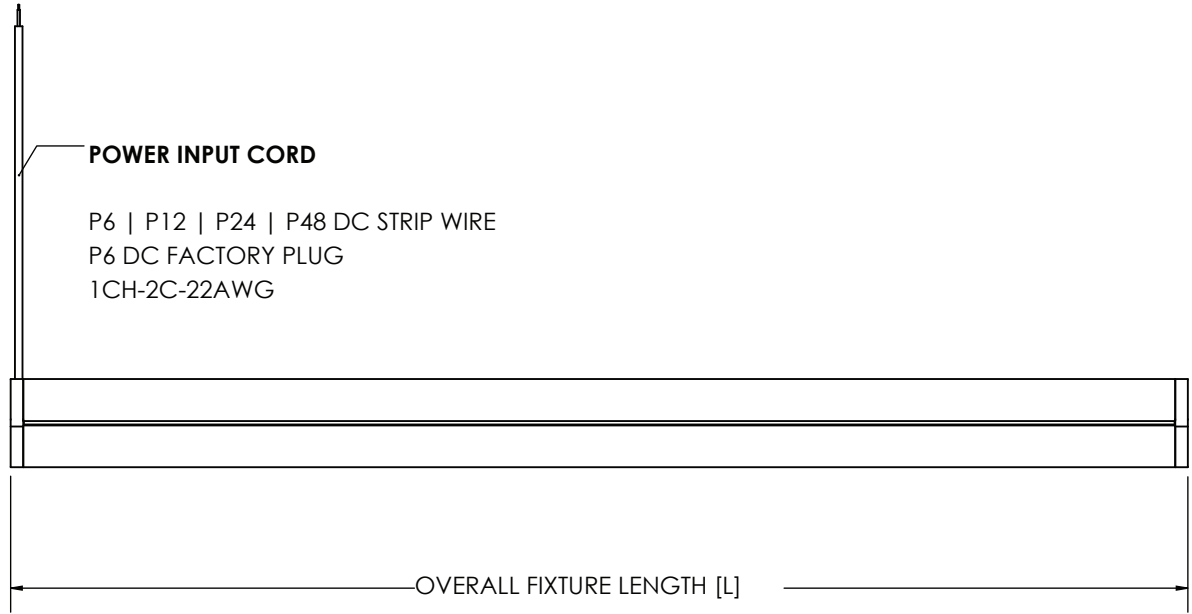 POWER INPUT CORD
P6 | P12 | P24 | P48 DC STRIP WIRE
P6 DC FACTORY PLUG
1CH-2C-22AWG
OVERALL FIXTURE LENGTH [L]